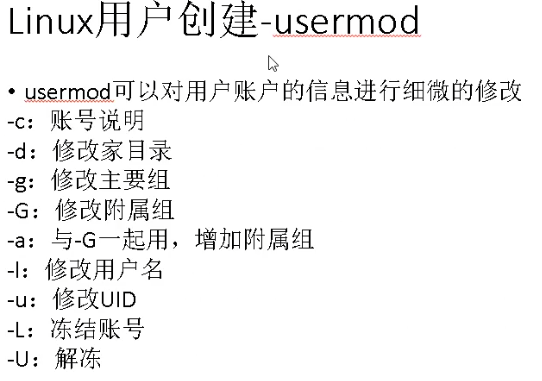 Linux用户创建-usermod
• usermod可以对用户账户的信息进行细微的修改
-c：账号说明
-d：修改家目录
-g：修改主要组
-G：修改附属组
-a：与-G一起用，增加附属组
-l：修改用户名
-u：修改UID
-L：冻结账号
-U：解冻